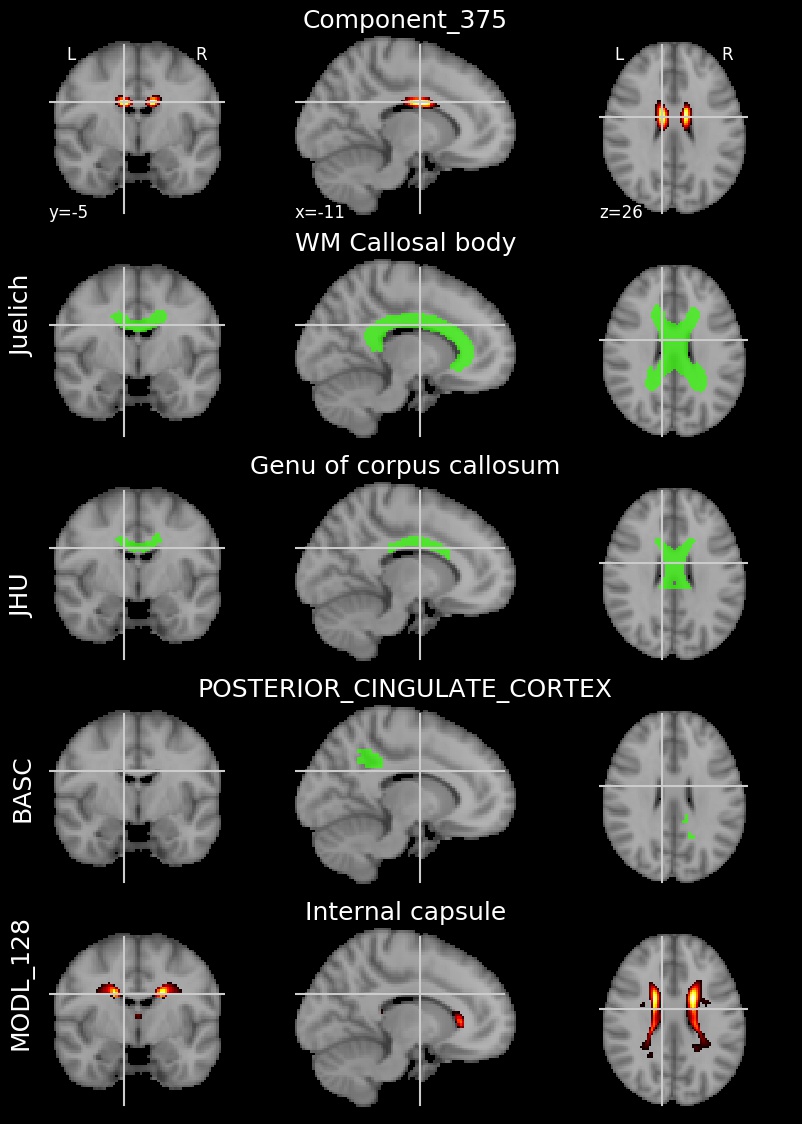 Component_375
L R L R
y=-5 x=-11 z=26
WM Callosal body
Juelich
Genu of corpus callosum
JHU
POSTERIOR_CINGULATE_CORTEX
BASC
Internal capsule
MODL_128